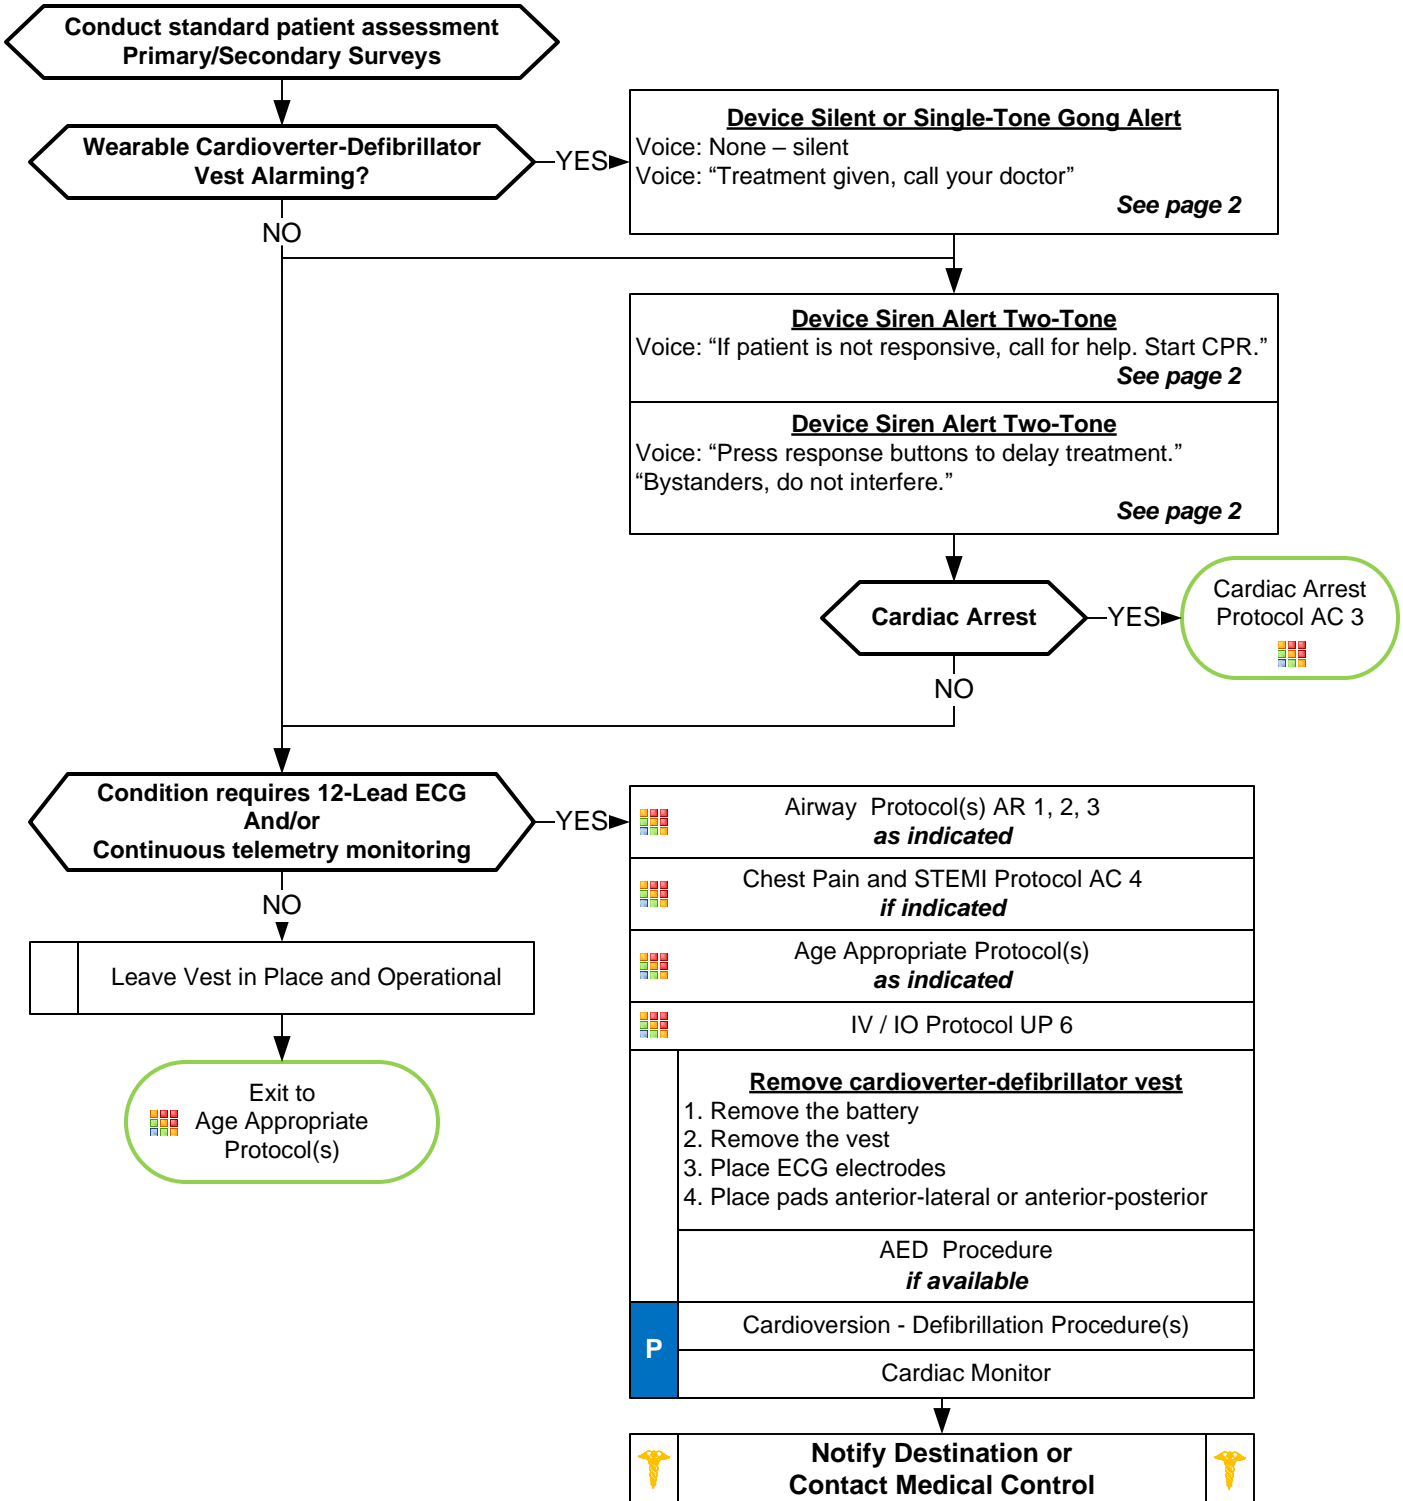 Conduct standard patient assessment
Primary/Secondary Surveys
Wearable Cardioverter-Defibrillator
Vest Alarming?
YES
NO
Device Silent or Single-Tone Gong Alert
Voice: None – silent
Voice: “Treatment given, call your doctor”
See page 2
Device Siren Alert Two-Tone
Voice: “If patient is not responsive, call for help. Start CPR.”
See page 2
Device Siren Alert Two-Tone
Voice: “Press response buttons to delay treatment.”
“Bystanders, do not interfere.”
See page 2
Cardiac Arrest
YES
Cardiac Arrest
Protocol AC 3
NO
Condition requires 12-Lead ECG
And/or
Continuous telemetry monitoring
YES
NO
Leave Vest in Place and Operational
Exit to
Age Appropriate
Protocol(s)
Airway Protocol(s) AR 1, 2, 3
as indicated
Chest Pain and STEMI Protocol AC 4
if indicated
Age Appropriate Protocol(s)
as indicated
IV / IO Protocol UP 6
Remove cardioverter-defibrillator vest
1. Remove the battery
2. Remove the vest
3. Place ECG electrodes
4. Place pads anterior-lateral or anterior-posterior
AED Procedure
if available
P
Cardioversion - Defibrillation Procedure(s)
Cardiac Monitor
Notify Destination or
Contact Medical Control